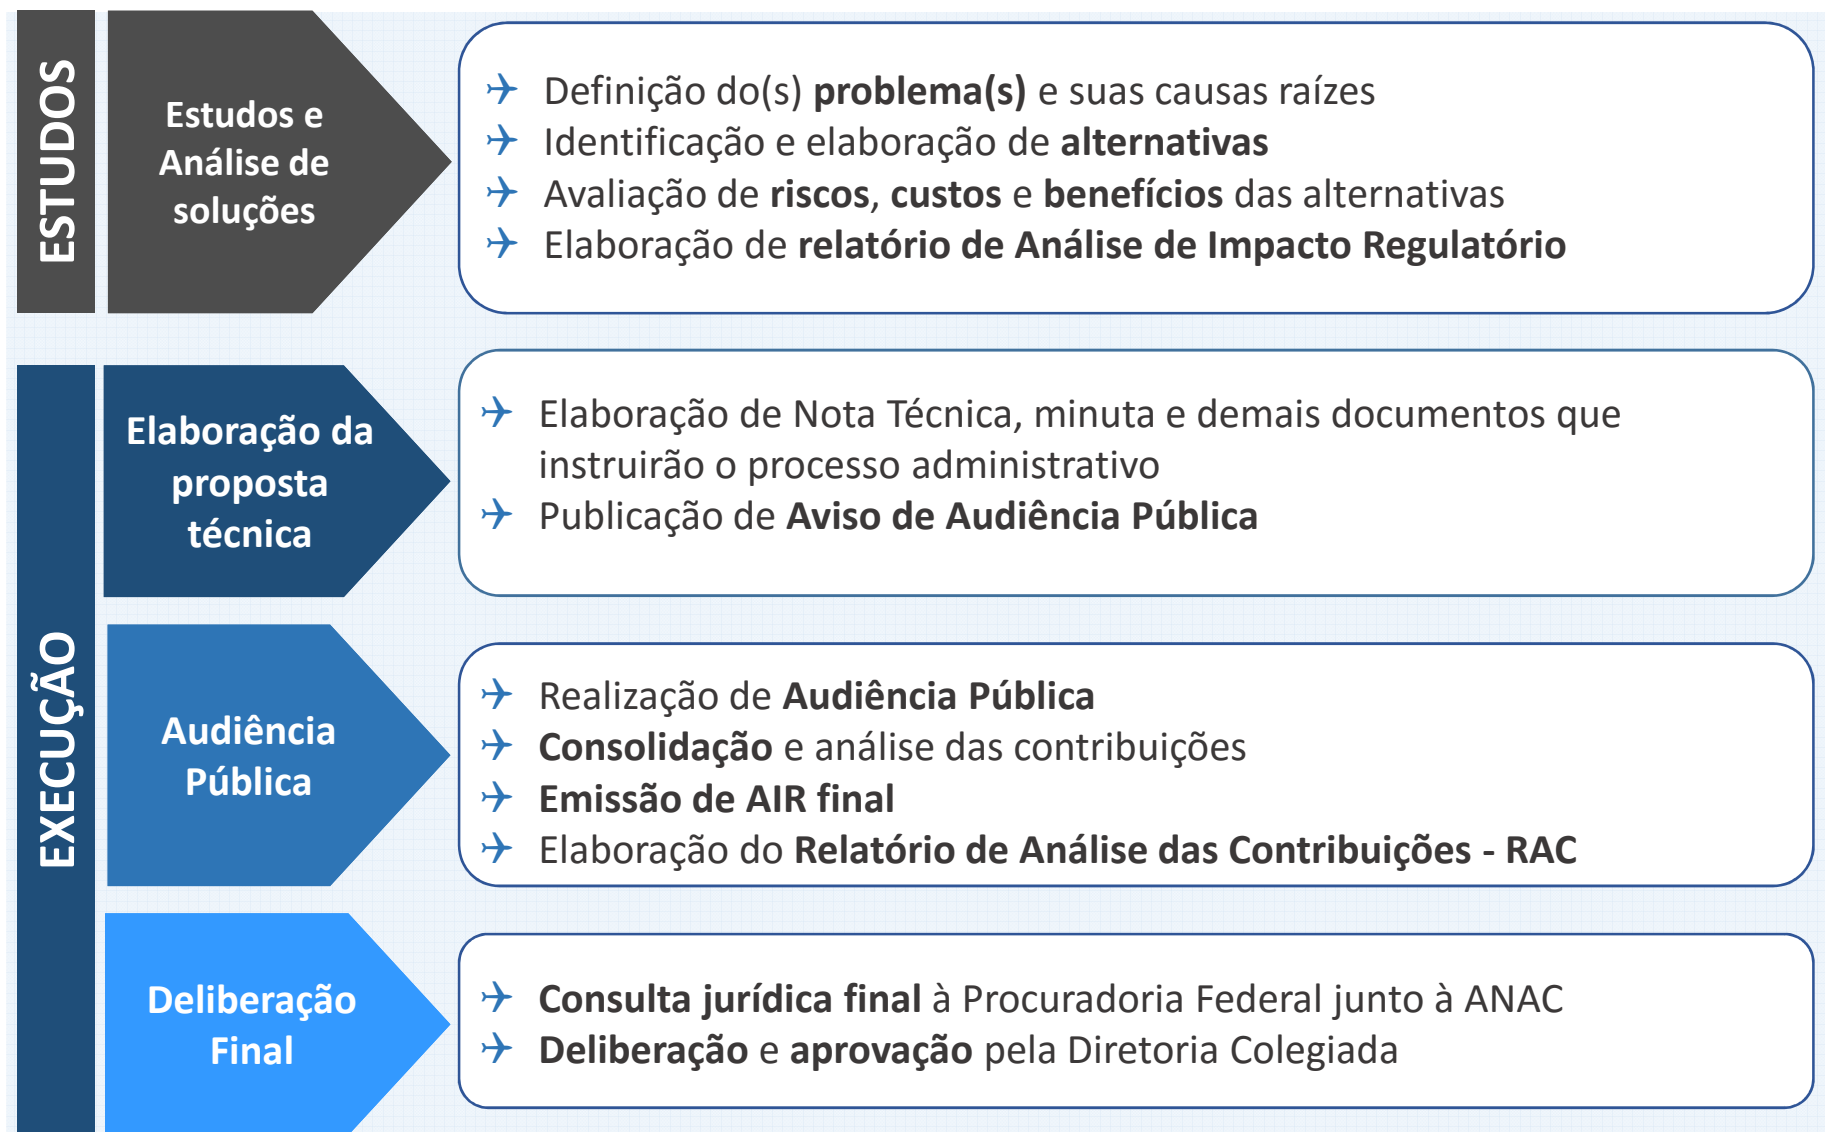 ESTUDOS
Estudos e
Análise de
soluções
Definição do(s) problema(s) e suas causas raízes
Identificação e elaboração de alternativas
Avaliação de riscos, custos e benefícios das alternativas
Elaboração de relatório de Análise de Impacto Regulatório
EXECUÇÃO
Elaboração da
proposta
técnica
Elaboração de Nota Técnica, minuta e demais documentos que
instruirão o processo administrativo
Publicação de Aviso de Audiência Pública
Audiência
Pública
Realização de Audiência Pública
Consolidação e análise das contribuições
Emissão de AIR final
Elaboração do Relatório de Análise das Contribuições - RAC
Deliberação
Final
Consulta jurídica final à Procuradoria Federal junto à ANAC
Deliberação e aprovação pela Diretoria Colegiada